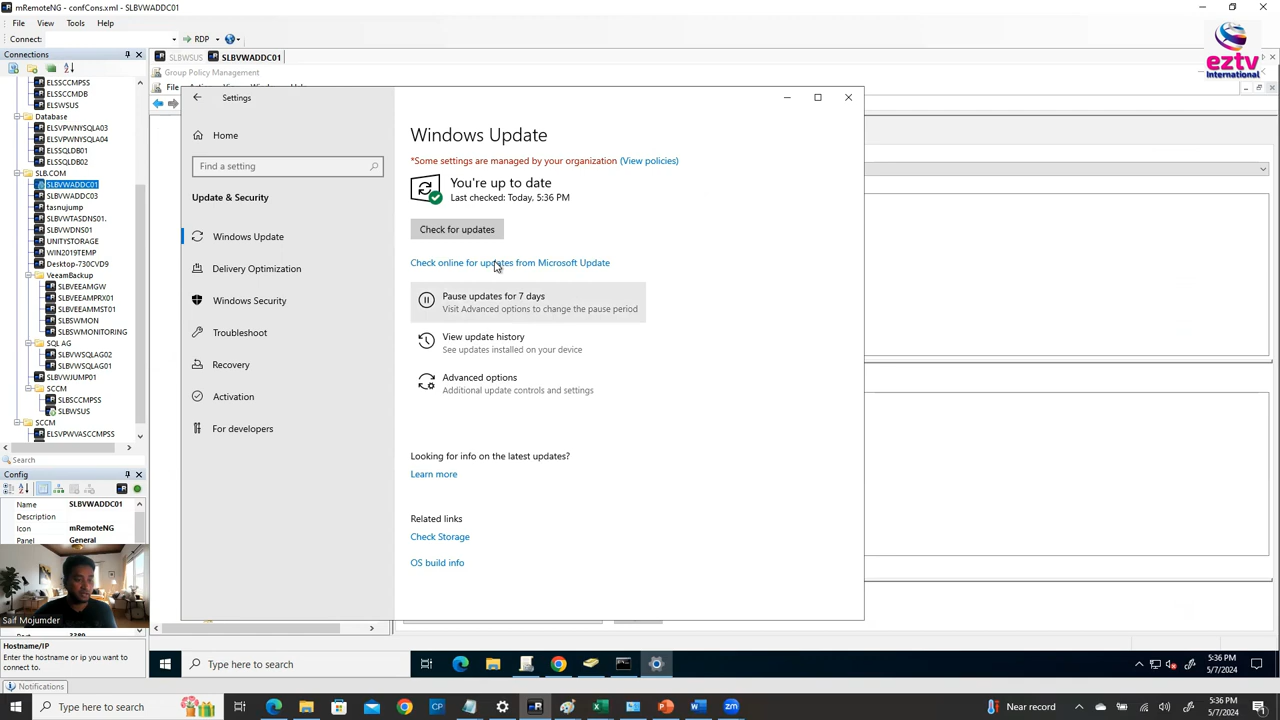 mRemoteNG - confCons.xml - SLBVWADDC01
File View Tools Help
Connect: RDP
Connections
SLBWSUS SLBVWADDC01
Group Policy Management
File
eztv
International
ELSSCCMPSS
ELSSCCMDB
ELSWSUS
Database
ELSVPWNYSQLA03
ELSVPWNYSQLA04
ELSSQLDB01
ELSSQLDB02
SLB.COM
SLBVWADDC01
SLBVWADDC03
tasnujump
SLBVWTASDNS01.
SLBVWDNS01
UNITYSTORAGE
WIN2019TEMP
Desktop-730CVD9
VeeamBackup
SLBVEEAMGW
SLBVEEAMPRX01
SLBVEEAMMST01
SLBSWMON
SLBSWMONITORING
SQL AG
SLBVWSQLAG02
SLBVWSQLAG01
SLBVWJUMP01
SCCM
SLBSCCMPSS
SLBWSUS
SCCM
ELSVPWVASCCMPSS
Search
Config
Name SLBVWADDC01
Description
Icon mRemoteNG
Panel General
Saif Mojumder
Hostname/IP
Enter the hostname or ip you want to
connect to.
Notifications
Settings
Home
Find a setting
Update & Security
Windows Update
Delivery Optimization
Windows Security
Troubleshoot
Recovery
Activation
For developers
Windows Update
*Some settings are managed by your organization (View policies)
You're up to date
Last checked: Today, 5:36 PM
Check for updates
Check online for updates from Microsoft Update
Pause updates for 7 days
Visit Advanced options to change the pause period
View update history
See updates installed on your device
Advanced options
Additional update controls and settings
Looking for info on the latest updates?
Learn more
Related links
Check Storage
OS build info
Type here to search
5:36 PM
5:36 PM
5/7/2024
Type here to search
Near record
5:36 PM
5/7/2024